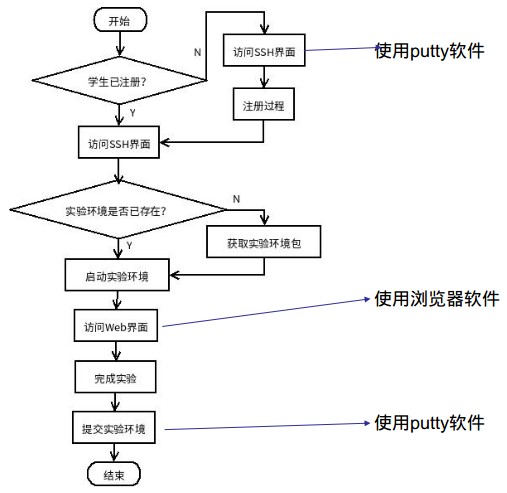 开始
N
访问SSH界面
使用putty软件
学生已注册?
注册过程
Y
访问SSH界面
N
实验环境是否已存在?
获取实验环境包
Y
启动实验环境
使用浏览器软件
访问Web界面
完成实验
使用putty软件
提交实验环境
结束